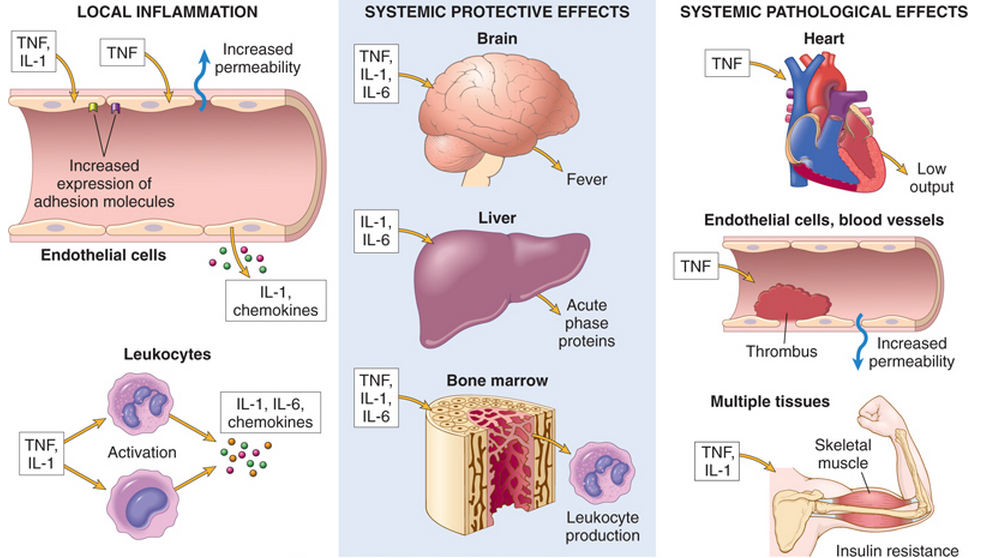 LOCAL INFLAMMATION
TNF,
IL-1
TNF
Increased
permeability
Increased
expression of
adhesion molecules
Endothelial cells
IL-1,
chemokines
Leukocytes
TNF,
IL-1
Activation
IL-1, IL-6,
chemokines
SYSTEMIC PROTECTIVE EFFECTS
Brain
TNF,
IL-1,
IL-6
Fever
Liver
IL-1,
IL-6
Acute
phase
proteins
Bone marrow
TNF,
IL-1,
IL-6
Leukocyte
production
SYSTEMIC PATHOLOGICAL EFFECTS
Heart
TNF
Low
output
Endothelial cells, blood vessels
TNF
Thrombus
Increased
permeability
Multiple tissues
TNF,
IL-1
Skeletal
muscle
Insulin resistance